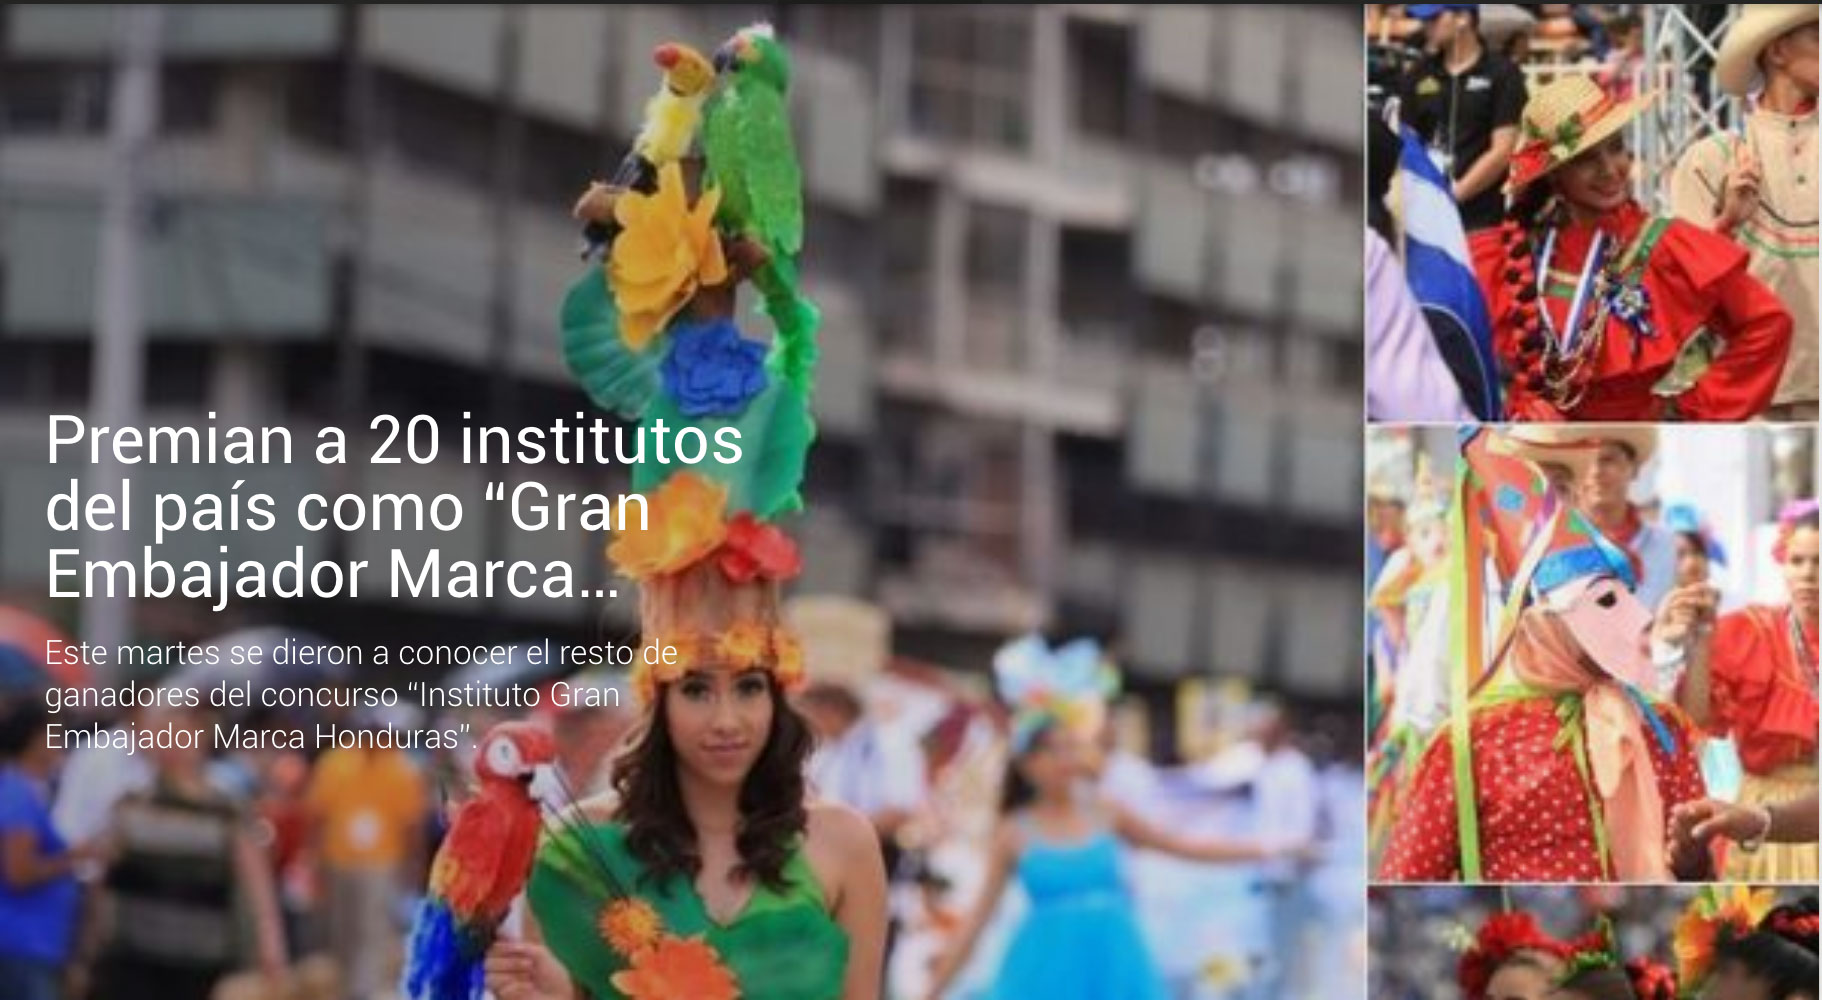 Premian a 20 institutos
del país como “Gran
Embajador Marca...
Este martes se dieron a conocer el resto de
ganadores del concurso “Instituto Gran
Embajador Marca Honduras”.